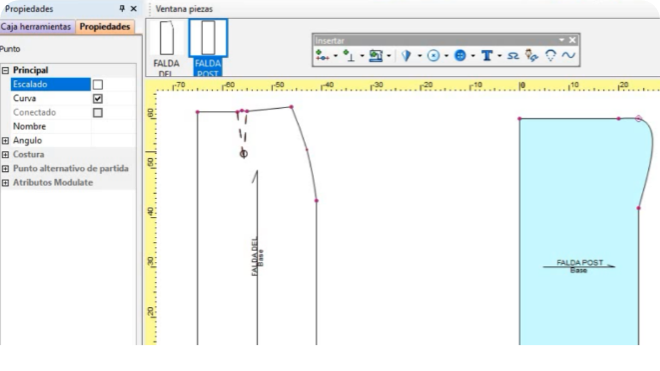 Propiedades
Caja herramientas Propiedades
Punto
Principal
Escalado
Curva
Conectado
Nombre
Angulo
Costura
Punto alternativo de partida
Atributos Modulate
Ventana piezas
FALDA
DEL
FALDA
POST
Insertar
-70 -60 -50 -40 -30 -20 -10 0 10 20
60
50
40
30
20
FALDA DEL
Base
FALDA POST
Base